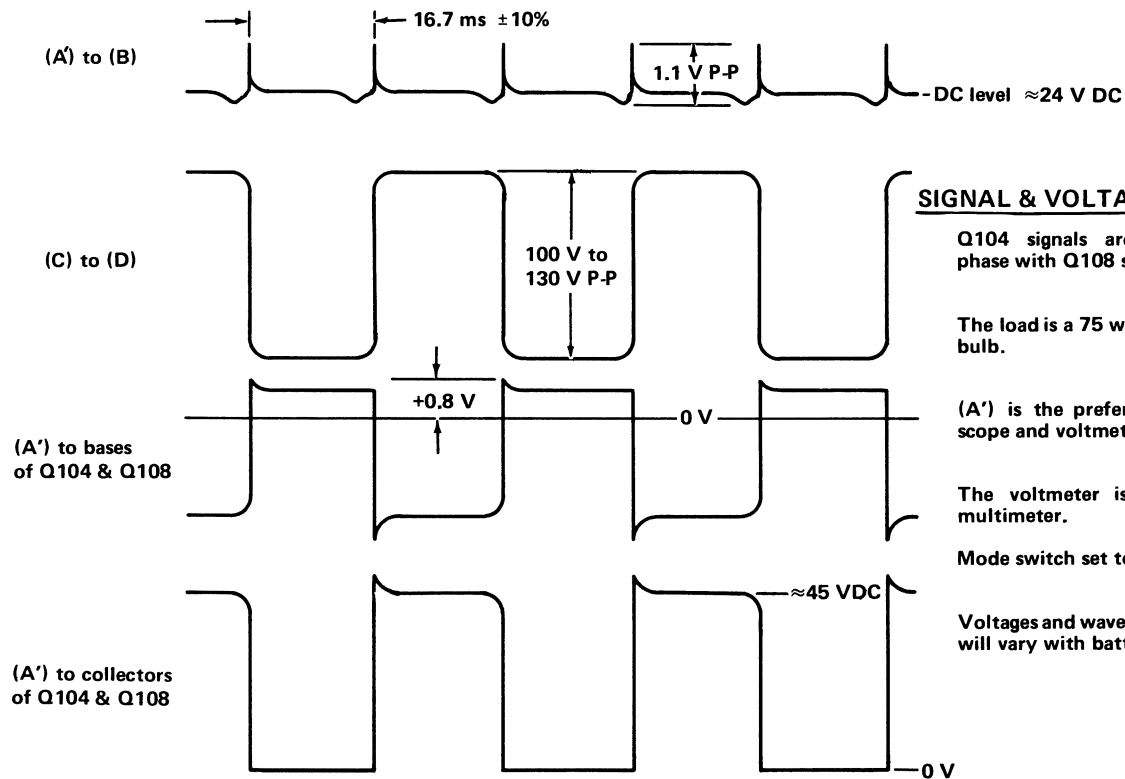 16.7 ms ±10%
(A') to (B)
1.1 V P-P
-DC level ≈24 V DC
SIGNAL & VOLTA
(C) to (D)
100 V to
130 V P-P
Q104 signals are
phase with Q108 s
The load is a 75 w
bulb.
+0.8 V
0 V
(A') is the prefer
scope and voltmet
(A') to bases
of Q104 & Q108
The voltmeter is
multimeter.
Mode switch set to
≈45 VDC
Voltages and wave
will vary with batt
(A') to collectors
of Q104 & Q108
0 V